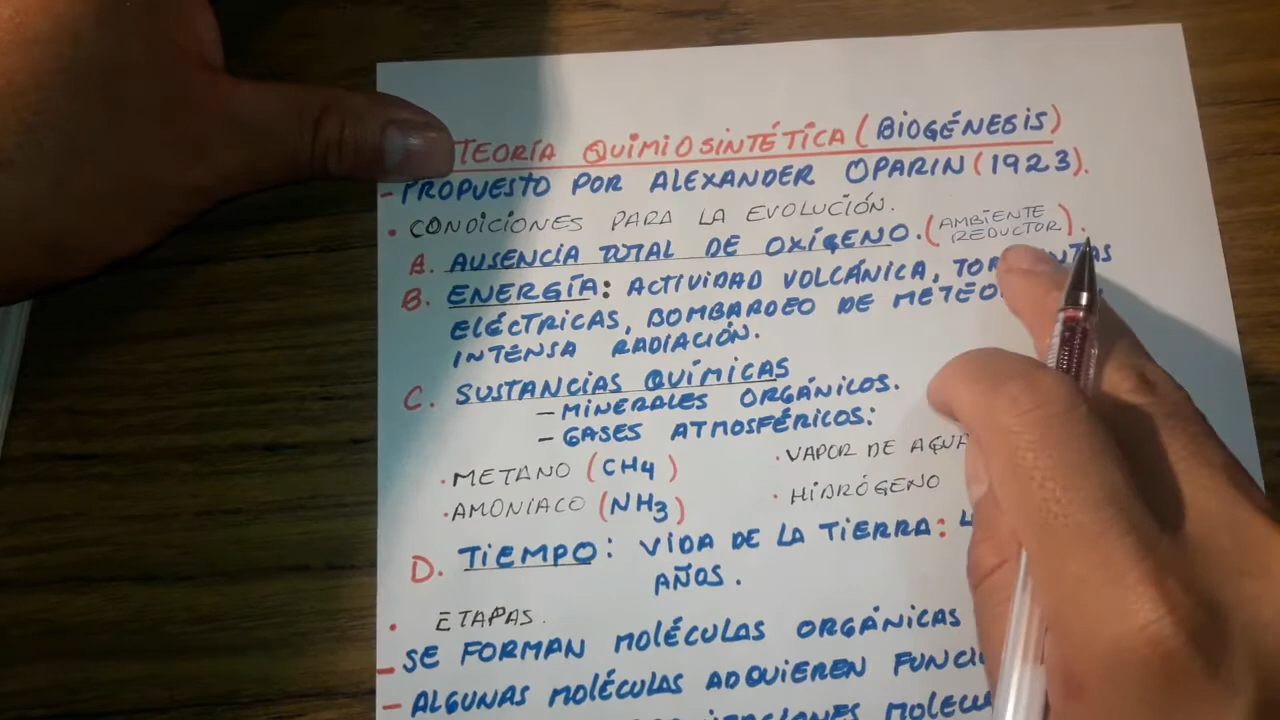 TEORÍA QUIMIOSINTÉTICA (BIOGÉNESIS)
- PROPUESTO POR ALEXANDER OPARIN (1923).
• CONDICIONES PARA LA EVOLUCIÓN.
A. AUSENCIA TOTAL DE OXÍGENO. (AMBIENTE REDUCTOR).
B. ENERGÍA: ACTIVIDAD VOLCÁNICA,
ELÉCTRICAS, BOMBARDEO DE
INTENSA RADIACIÓN.
C. SUSTANCIAS QUÍMICAS
- MINERALES ORGÁNICOS.
- GASES ATMOSFÉRICOS:
• METANO (CH4) • VAPOR DE AGUA
• AMONÍACO (NH3) • HIDRÓGENO
D. TIEMPO: VIDA DE LA TIERRA:
AÑOS.
• ETAPAS.
- SE FORMAN MOLÉCULAS ORGÁNICAS
- ALGUNAS MOLÉCULAS ADQUIEREN